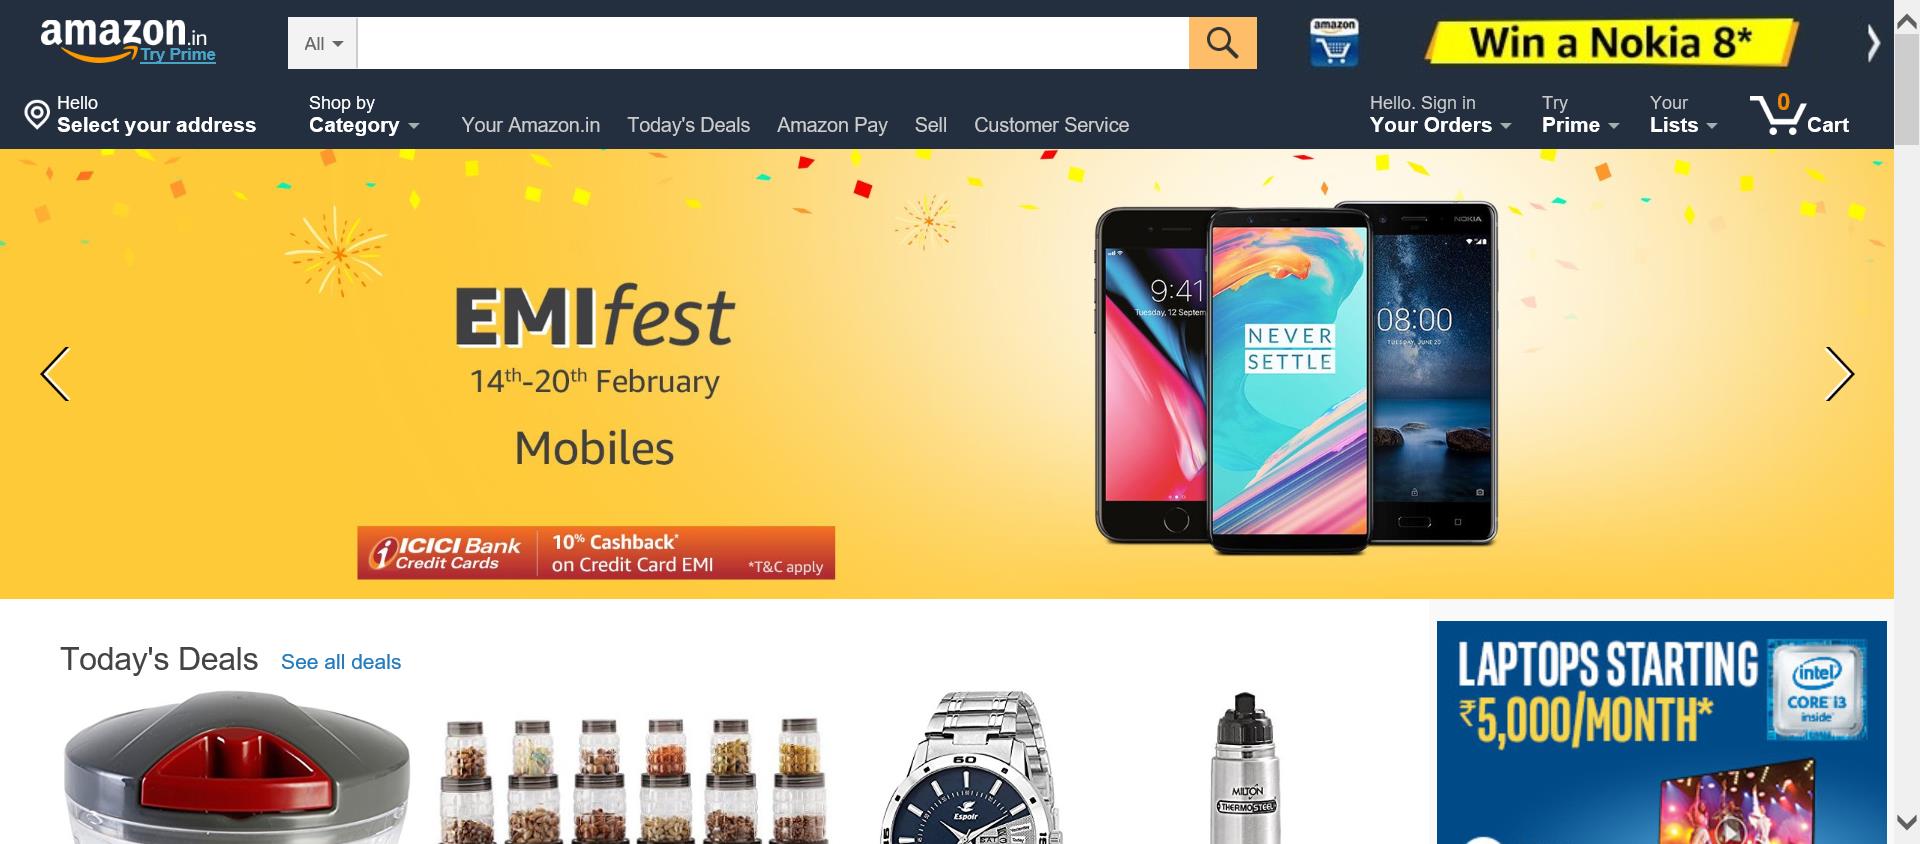 amazon.in
Try Prime
All
amazon
Win a Nokia 8*
Hello
Select your address
Shop by
Category
Your Amazon.in
Today's Deals
Amazon Pay
Sell
Customer Service
Hello. Sign in
Your Orders
Try
Prime
Your
Lists
0
Cart
EMIfest
14th-20th February
Mobiles
ICICI Bank
Credit Cards
10% Cashback*
on Credit Card EMI
*T&C apply
9:41
Tuesday, 12 Septem
NEVER
SETTLE
NOKIA
08:00
TUESDAY, JUNE 20
Today's Deals
See all deals
60
Espoir
MILTON
THERMOSTEEL
LAPTOPS STARTING
₹5,000/MONTH*
intel
CORE i3
inside